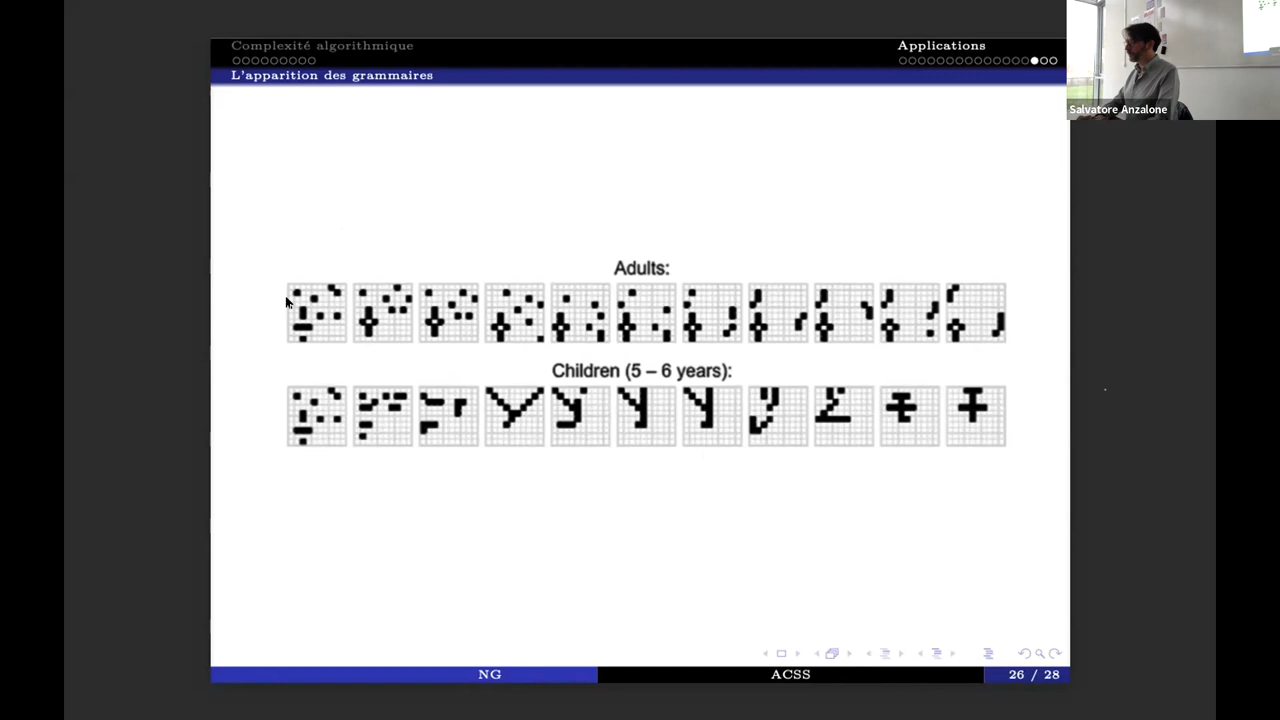 Complexité algorithmique
Applications
L'apparition des grammaires
Salvatore Anzalone
Adults:
Children (5 – 6 years):
NG
ACSS
26 / 28